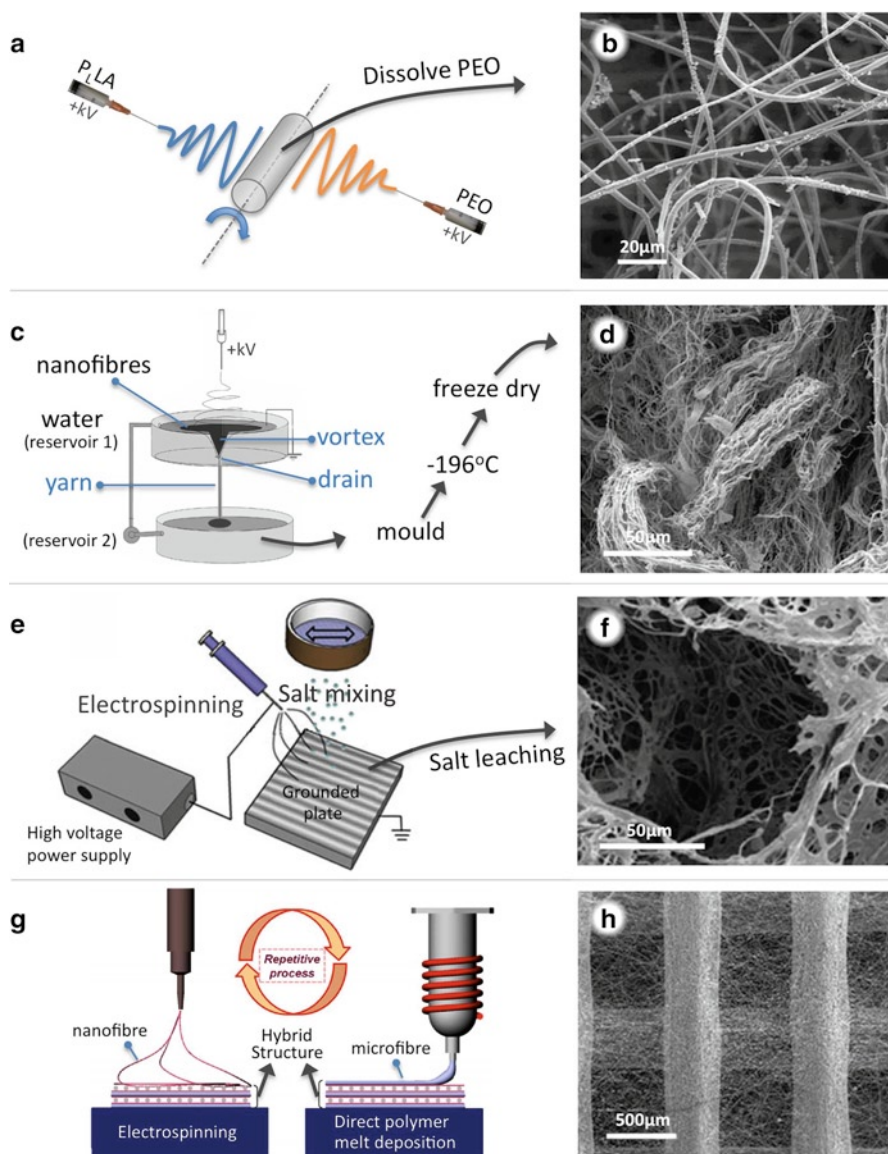 a
P_LLA
+kV
Dissolve PEO
PEO
+kV
b
20μm
c
+kV
nanofibres
water
(reservoir 1)
vortex
drain
yarn
(reservoir 2)
freeze dry
-196°C
mould
d
50μm
e
Electrospinning
Salt mixing
Grounded
plate
High voltage
power supply
Salt leaching
f
50μm
g
Repetitive
process
nanofibre
Hybrid
Structure
microfibre
Electrospinning
Direct polymer
melt deposition
h
500μm